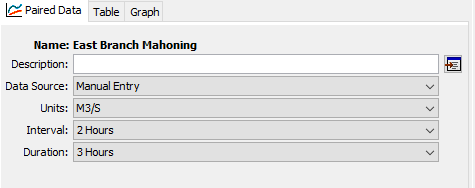 Paired Data Table Graph
Name: East Branch Mahoning
Description:
Data Source: Manual Entry
Units: M3/S
Interval: 2 Hours
Duration: 3 Hours